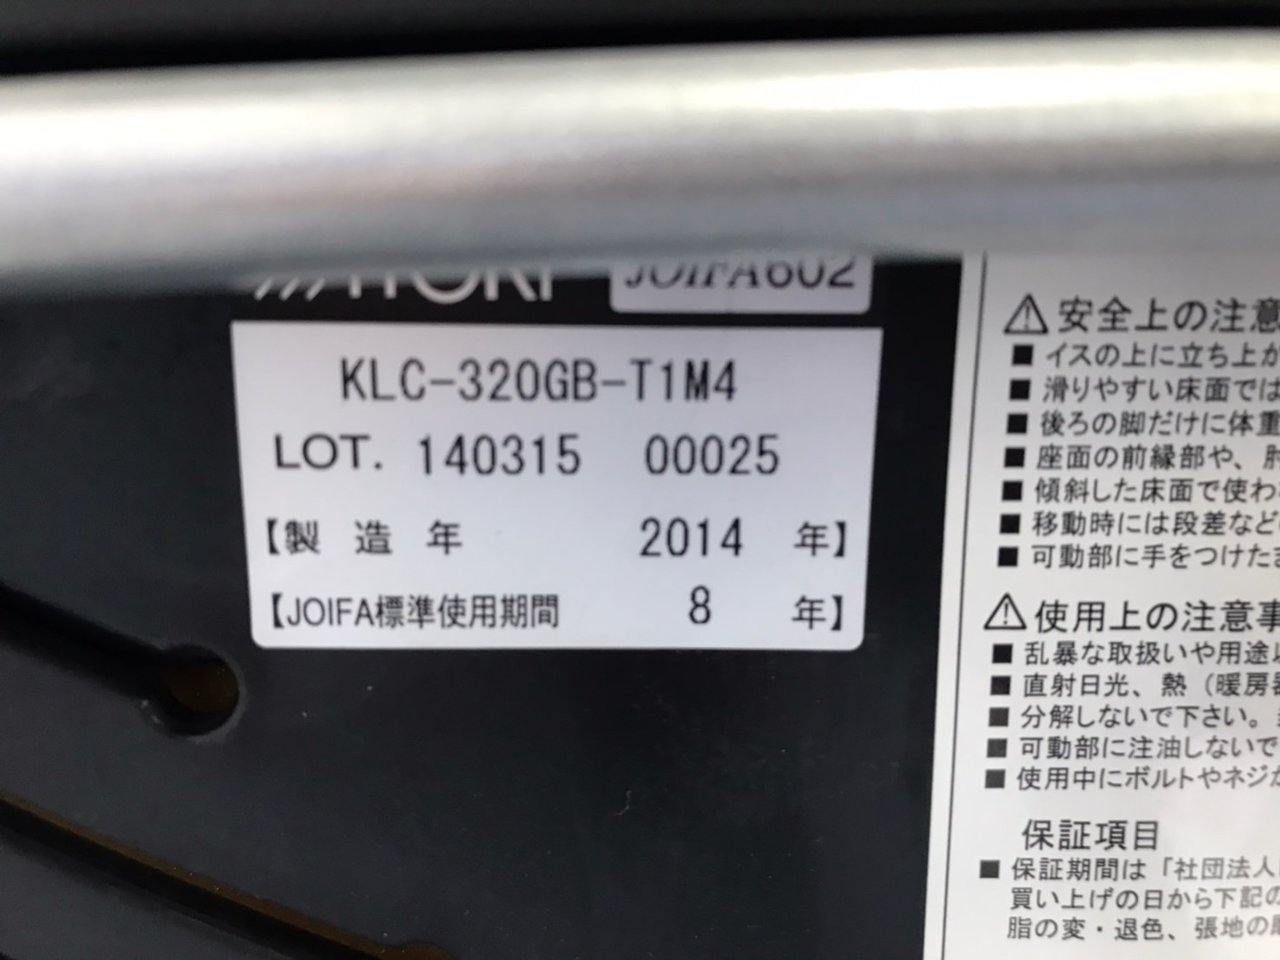 ITOKI
JOIFA602
KLC-320GB-T1M4
LOT. 140315 00025
【製 造 年 2014 年】
【JOIFA標準使用期間 8 年】
⚠安全上の注意
■ イスの上に立ち上が
■ 滑りやすい床面では
■ 後ろの脚だけに体重
■ 座面の前縁部や、肘
■ 傾斜した床面で使わ
■ 移動時には段差など
■ 可動部に手をつけたま
⚠使用上の注意事
■ 乱暴な取扱いや用途以
■ 直射日光、熱(暖房器
■ 分解しないで下さい。
■ 可動部に注油しないで
■ 使用中にボルトやネジが
保証項目
■ 保証期間は「社団法人
買い上げの日から下記の
脂の変・退色、張地の